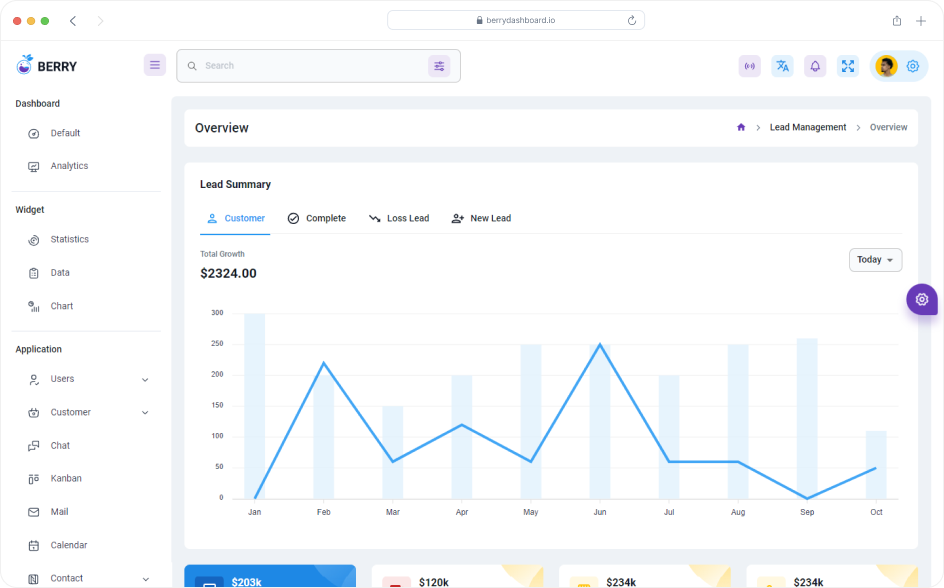 berrydashboard.io
BERRY
Search
Dashboard
Default
Analytics
Widget
Statistics
Data
Chart
Application
Users
Customer
Chat
Kanban
Mail
Calendar
Contact
Overview
Lead Management
Overview
Lead Summary
Customer
Complete
Loss Lead
New Lead
Total Growth
$2324.00
Today
300
250
200
150
100
50
0
Jan Feb Mar Apr May Jun Jul Aug Sep Oct
$203k
$120k
$234k
$234k